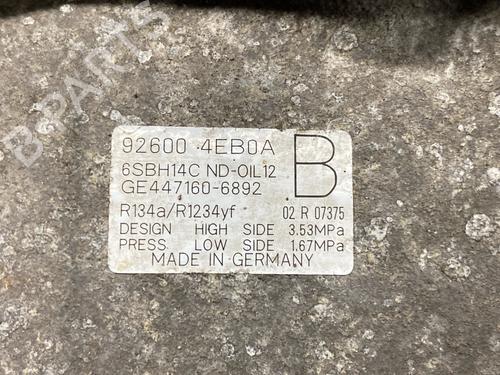 92600 4EB0A
6SBH14C ND-OIL12
B
GE447160-6892
R134a/R1234yf 02 R 07375
DESIGN HIGH SIDE 3.53MPa
PRESS LOW SIDE 1.67MPa
MADE IN GERMANY